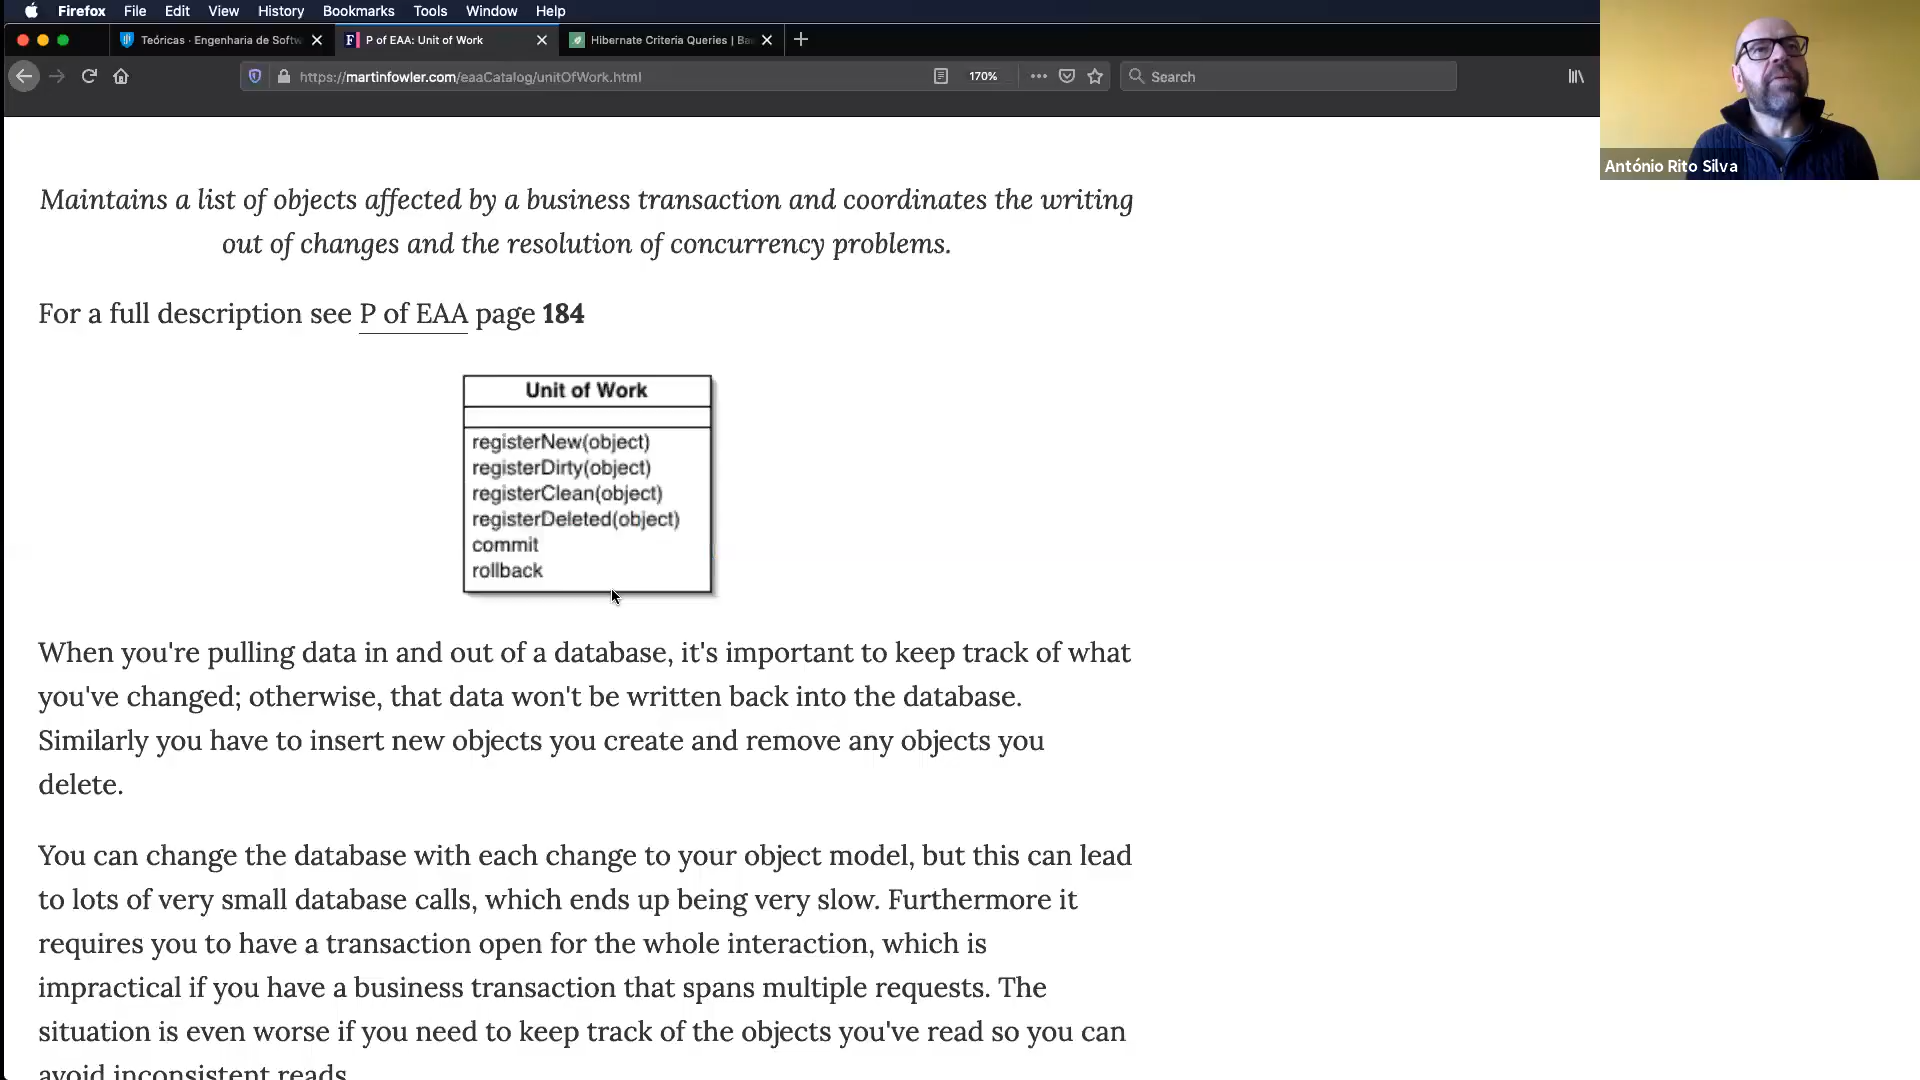 Firefox File Edit View History Bookmarks Tools Window Help
Teóricas · Engenharia de Softw
P of EAA: Unit of Work
Hibernate Criteria Queries | Ba
https://martinfowler.com/eaaCatalog/unitOfWork.html
170%
Search
António Rito Silva
Maintains a list of objects affected by a business transaction and coordinates the writing
out of changes and the resolution of concurrency problems.
For a full description see P of EAA page 184
Unit of Work
registerNew(object)
registerDirty(object)
registerClean(object)
registerDeleted(object)
commit
rollback
When you're pulling data in and out of a database, it's important to keep track of what
you've changed; otherwise, that data won't be written back into the database.
Similarly you have to insert new objects you create and remove any objects you
delete.
You can change the database with each change to your object model, but this can lead
to lots of very small database calls, which ends up being very slow. Furthermore it
requires you to have a transaction open for the whole interaction, which is
impractical if you have a business transaction that spans multiple requests. The
situation is even worse if you need to keep track of the objects you've read so you can
avoid inconsistent reads.